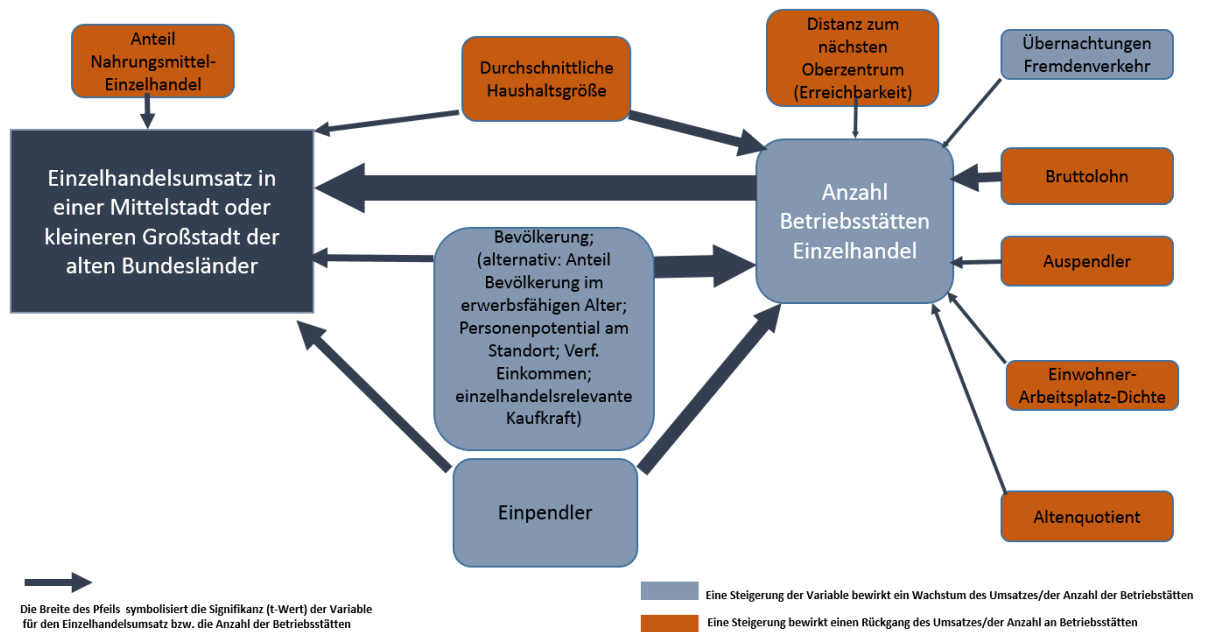 Anteil
Nahrungsmittel-
Einzelhandel
Durchschnittliche
Haushaltsgröße
Distanz zum
nächsten
Oberzentrum
(Erreichbarkeit)
Übernachtungen
Fremdenverkehr
Einzelhandelsumsatz in
einer Mittelstadt oder
kleineren Großstadt der
alten Bundesländer
Anzahl
Betriebsstätten
Einzelhandel
Bruttolohn
Bevölkerung;
(alternativ: Anteil
Bevölkerung im
erwerbsfähigen Alter;
Personenpotential am
Standort; Verf.
Einkommen;
einzelhandelsrelevante
Kaufkraft)
Auspendler
Einwohner-
Arbeitsplatz-Dichte
Einpendler
Altenquotient
Die Breite des Pfeils symbolisiert die Signifikanz (t-Wert) der Variable
für den Einzelhandelsumsatz bzw. die Anzahl der Betriebsstätten
Eine Steigerung der Variable bewirkt ein Wachstum des Umsatzes/der Anzahl der Betriebstätten
Eine Steigerung bewirkt einen Rückgang des Umsatzes/der Anzahl an Betriebsstätten